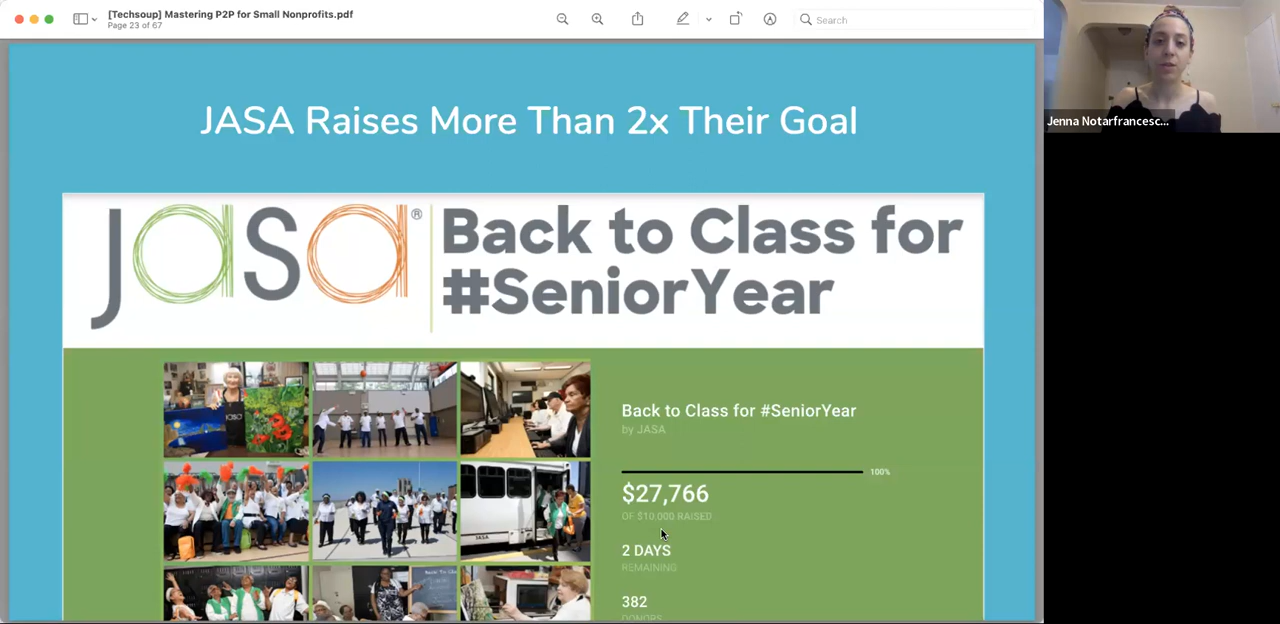 [Techsoup] Mastering P2P for Small Nonprofits.pdf
Page 23 of 67
Search
Jenna Notarfrancesc...
JASA Raises More Than 2x Their Goal
jasa® Back to Class for
#SeniorYear
Back to Class for #SeniorYear
by JASA
100%
$27,766
OF $10,000 RAISED
2 DAYS
REMAINING
382
DONORS
JASA